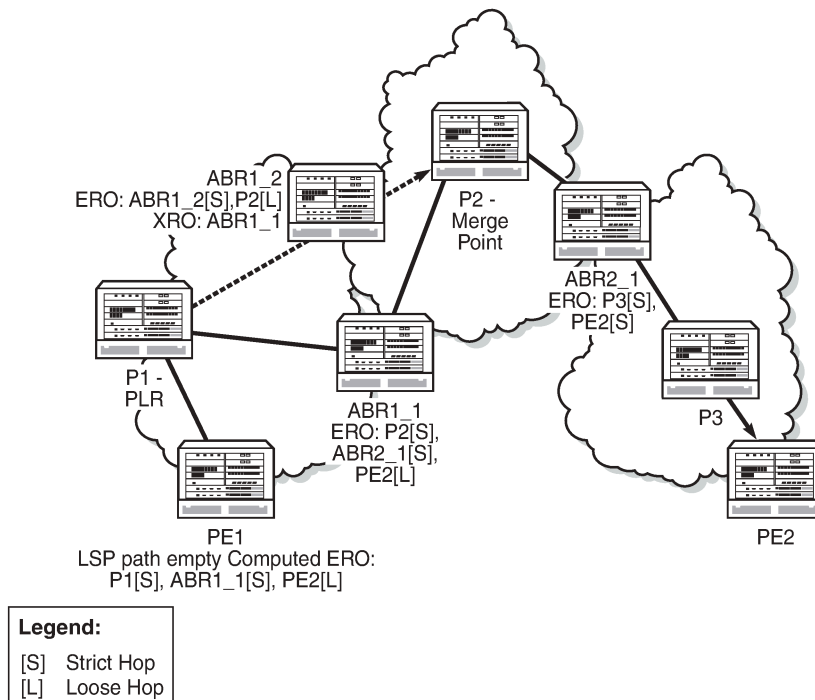 ABR1_2
ERO: ABR1_2[S],P2[L]
XRO: ABR1_1
P2 -
Merge
Point
ABR2_1
ERO: P3[S],
PE2[S]
P1 -
PLR
ABR1_1
ERO: P2[S],
ABR2_1[S],
PE2[L]
P3
PE1
LSP path empty Computed ERO:
P1[S], ABR1_1[S], PE2[L]
PE2
Legend:
[S] Strict Hop
[L] Loose Hop